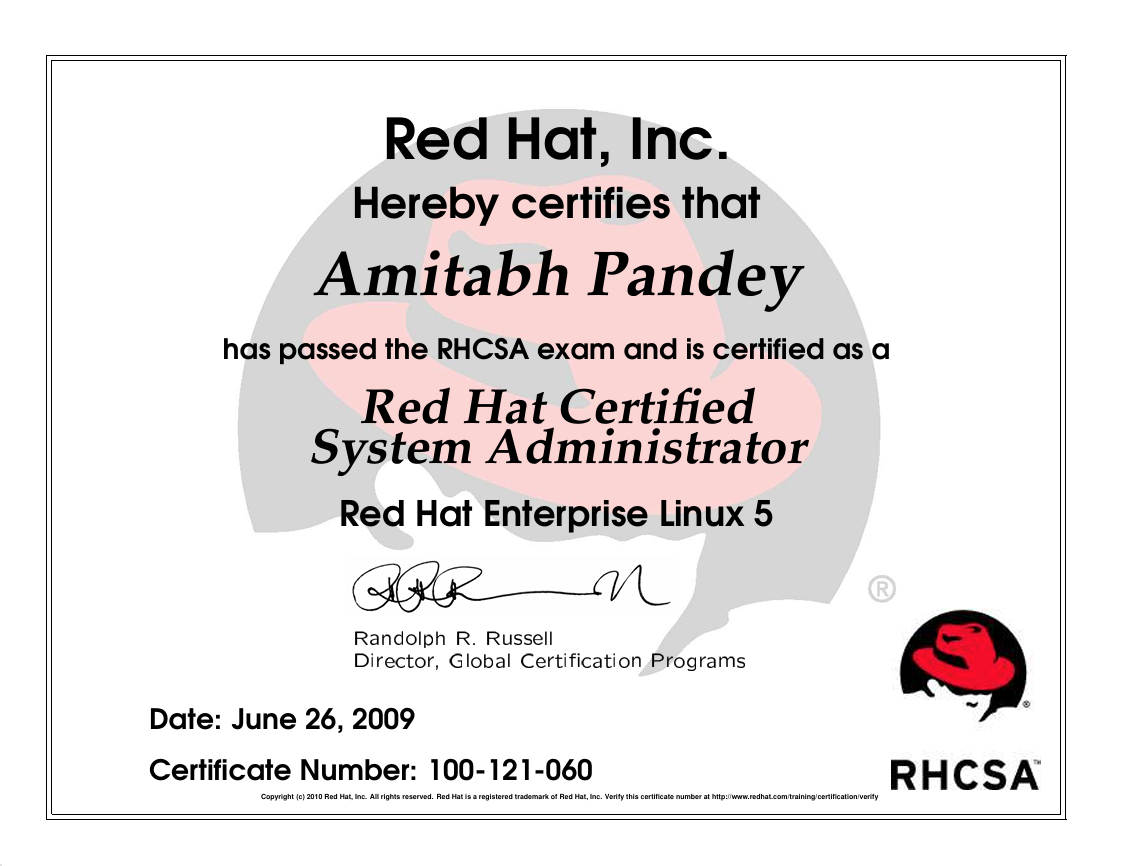 Red Hat, Inc.
Hereby certifies that
Amitabh Pandey
has passed the RHCSA exam and is certified as a
Red Hat Certified
System Administrator
Red Hat Enterprise Linux 5
®
Randolph R. Russell
Director, Global Certification Programs
®
Date: June 26, 2009
Certificate Number: 100-121-060
RHCSA™
Copyright (c) 2010 Red Hat, Inc. All rights reserved. Red Hat is a registered trademark of Red Hat, Inc. Verify this certificate number at http://www.redhat.com/training/certification/verify